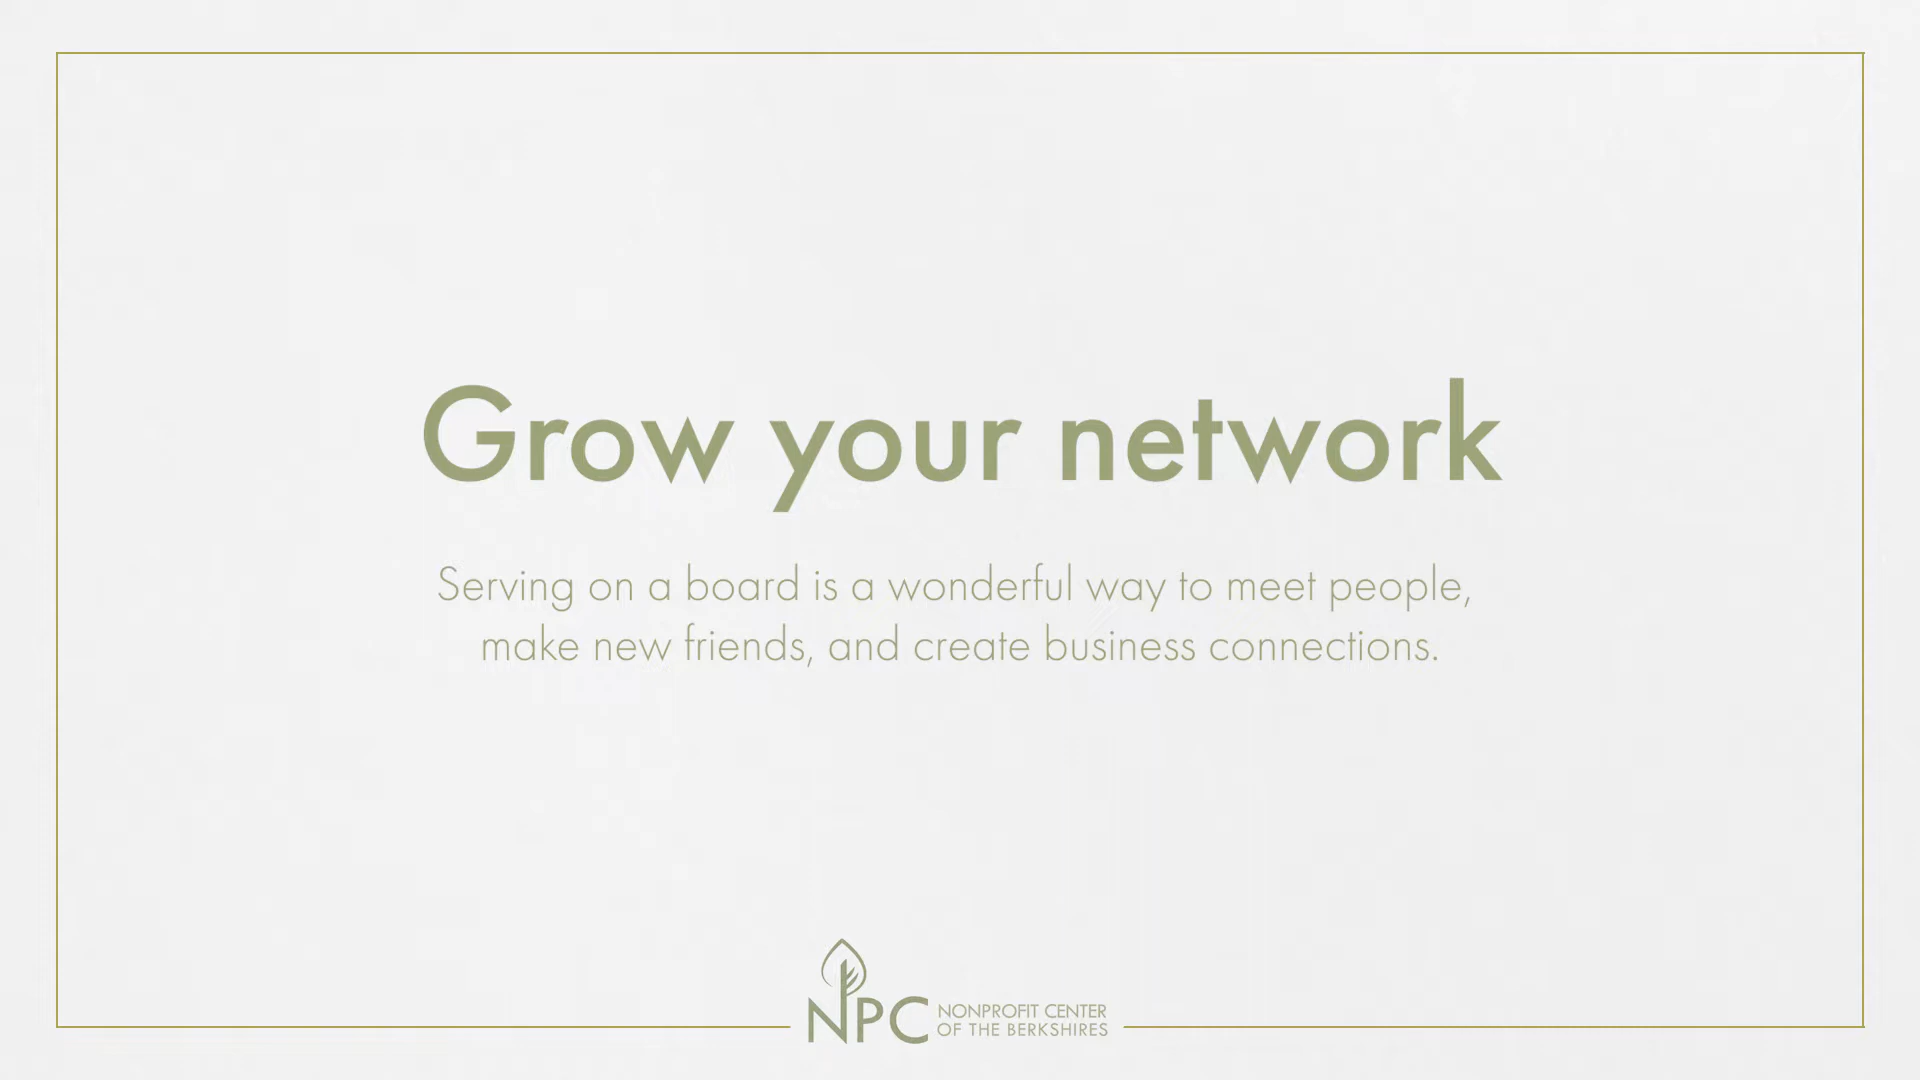 Grow your network
Serving on a board is a wonderful way to meet people,
make new friends, and create business connections.
NPC
NONPROFIT CENTER
OF THE BERKSHIRES